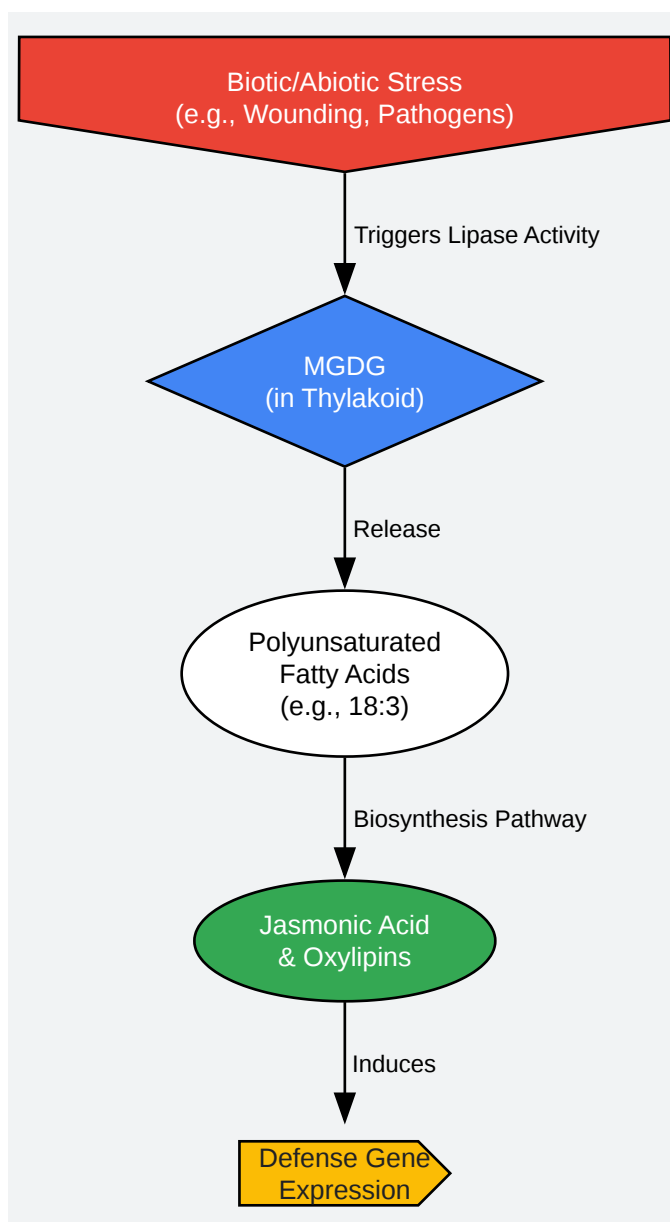 Biotic/Abiotic Stress
(e.g., Wounding, Pathogens)
Triggers Lipase Activity
MGDG
(in Thylakoid)
Release
Polyunsaturated
Fatty Acids
(e.g., 18:3)
Biosynthesis Pathway
Jasmonic Acid
& Oxylipins
Induces
Defense Gene
Expression